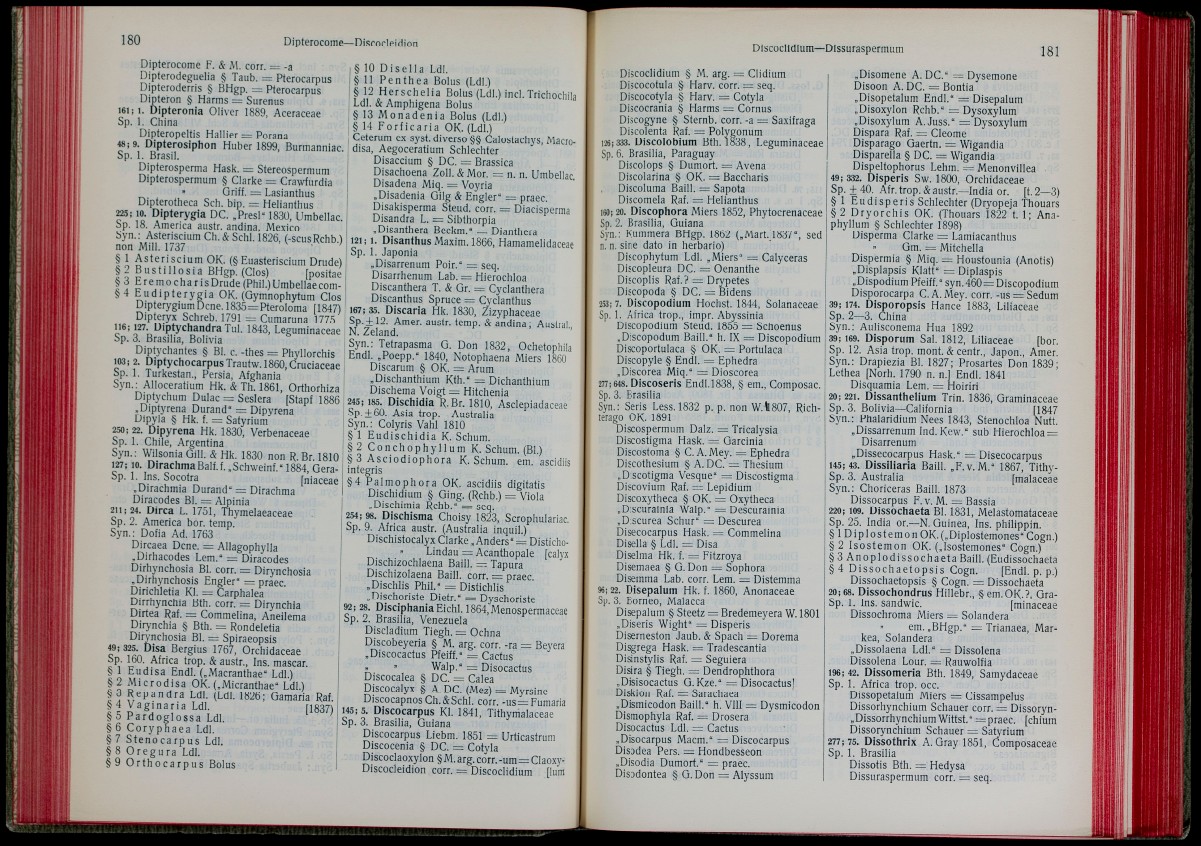 180
Dipterocome—Discocleidion
Dipterocome F. & M. corr. = -a
Dipterodeguelia § Taub. = Pterocarpus
Dipteroderris § BHgp. = Pterocarpus
Dipteron § Harms = Surenus
161; 1. Dipteronia Oliver 1889, Aceraceae
Sp. 1. China
Dipteropeltis Hallier = Porana
48; 9. Dipterosiphon Huber 1899, Burmanniac.
Sp. 1. Brasil.
Dipterosperma Hask. = Stereospermum
Dipterospermum § Clarke = Crawfurdia
" Griff. = Lasianthus
Dipterotheca Sch. bip. = Helianthus
225; 10. Dipterygia DC. „Presl“ 1830, Umbellac.
Sp. 18. America austr. andina. Mexico
Syn.: Asteriscium Ch. & Schl. 1826, (-scus Rchb.)
non Mill. 1737
§ 1 Asteriscium OK. (§ Euasteriscium Drude)
§ 2 Bustillosia BHgp. (Clos) [positae
§ 3 Eremocharis Drude (Phil.) Umbellae com-
§ 4 Eudipterygia OK. (Gymnophytum Clos
Dipterygium Dcne. 1835 = Pteroloma [1847)
Dipteryx Schreb. 1791 = Cumaruna 1775
116; 127. Diptychandra Tul. 1843, Leguminaceae
Sp. 3. Brasilia, Bolivia
Diptychantes § Bl. c. -thes = Phyllorchis
103; 2. Diptychocarpus Trautw. 1860, Cruciaceae
Sp. 1. Turkestan., Persia, Afghania
Syn.: Alloceratium Hk. & Th. 1861, Orthorhiza
Diptychum Dulac = Seslera [Stapf 1886
„Diptyrena Durand“ = Dipyrena
Dipyla § Hk. f. = Satyrium
250; 22. Dipyrena Hk. 1830, Verbenaceae
Sp. 1. Chile, Argentina
Syn.: Wilsonia Gill. & Hk. 1830 non R. Br. 1810
127; 10. Dirachma Balf. f. „Schweinf.“ 1884, Gera-
Sp. 1. Ins. Socotra [niaceae
„Dirachmia Durand“ = Dirachma
Diracodes Bl. = Alpinia
211; 24. Dirca L. 1751, Thymelaeaceae
Sp. 2. America bor. temp.
Syn.: Dofia Ad. 1763
Dircaea Dcne. = Allagophylla
„Dirhacodes Lem.“ = Diracodes
Dirhynchosia Bl. corr. = Dirynchosia
„Dirhynchosis Engler“ = praec.
Dirichletia Kl. = Carphalea
Dirrhynchia Bth. corr. = Dirynchia
Dirtea Raf. = Commelina, Aneilema
Dirynchia § Bth. = Rondeletia
Dirynchosia Bl. = Spiraeopsis
49; 325. Disa Bergius 1767, Orchidaceae
Sp. 160. Africa trop. & austr., Ins. mascar.
§ 1 Eudisa Endl. („Macranthae“ Ldl.)
§ 2 Microdisa OK. („Micranthae“ Ldl.)
§ 3 Repandra Ldl. (Ldl. 1826; Gamaria Raf.
§ 4 Vaginaria Ldl. [1837)
§ 5 Pardoglossa Ldl.
§ 6 Coryphaea Ldl.
§ 7 Stenocarpus Ldl.
§ 8 Oregura Ldl.
§ 9 Orthocarpus Bolus
§ 10 Disella Ldl.
§ 11 Penthea Bolus (Ldl.)
§ 12 Herschelia Bolus (Ldl.) incl. Trichochila
Ldl. & Amphigena Bolus
§ 13 Monadenia Bolus (Ldl.)
§ 14 Forficaria OK. (Ldl.)
Ceterum ex syst. diverso §§ Calostachys, Macro-
disa, Aegoceratium Schlechter
Disaccium § DC. = Brassica
Disachoena Zoll. & Mor. = n. n. Umbellac.
Disadena Miq. = Voyria
„Disadenia Gilg & Engler“ = praec.
Disakisperma Steud. corr. = Diacisperma
Disandra L. = Sibthorpia
„Disanthera Beckm.“ = Dianthera
121; 1. Disanthus Maxim. 1866, Hamamelidaceae
Sp. 1. Japonia
„Disarrenum Poir.“ = seq.
Disarrhenum Lab. = Hierochloa
Discanthera T. & Gr. = Cyclanthera
Discanthus Spruce = Cyclanthus
167; 35. Discaria Hk. 1830, Zizyphaceae
Sp. ± 12. Amer. austr. temp. & andina; Austral.,
N. Zeland.
Syn.: Tetrapasma G. Don 1832, Ochetophila
Endl. „Poepp.“ 1840, Notophaena Miers 1860
Discarum § OK. = Arum
„Dischanthium Kth.“ = Dichanthium
Dischema Voigt = Hitchenia
245; 185. Dischidia R. Br. 1810, Asclepiadaceae
Sp. ± 60. Asia trop. Australia
Syn.: Colyris Vahl 1810
§ 1 Eudischidia K. Schum.
§ 2 Conchophyllum K. Schum. (Bl.)
§ 3 Asciodiophora K. Schum. em. ascidiis
integris
§ 4 Palmophora OK. ascidiis digitatis
Dischidium § Ging. (Rchb.) = Viola
„Dischimia Rchb.“ = seq.
254; 98. Dischisma Choisy 1823, Scrophulariac.
Sp. 9. Africa austr. (Australia inquil.)
Dischistocalyx Clarke „Anders“ = Disticho-
" Lindau = Acanthopale [calyx
Dischizochlaena Baill. = Tapura
Dischizolaena Baill. corr. = praec.
„Dischlis Phil.“ = Distichlis
„Dischoriste Dietr.“ = Dyschoriste
92; 28. Disciphania Eichl. 1864, Menospermaceae
Sp. 2. Brasilia, Venezuela
Discladium Tiegh. = Ochna
Discobeyeria § M. arg. corr. -ra = Beyera
„Discocactus Pfeiff.“ = Cactus
" " Walp.“ = Disocactus
Discocalea § DC. = Calea
Discocalyx § A. DC. (Mez) = Myrsine
Discocapnos Ch. & Schl. corr. -us = Fumaria
145; 5. Discocarpus Kl. 1841, Tithymalaceae
Sp. 3. Brasilia, Guiana
Discocarpus Liebm. 1851 = Urticastrum
Discocenia § DC. = Cotyla
Discoclaoxylon § M. arg. corr. -um = Claoxy-
Discocleidion corr. = Discoclidium [lum
Discoclidium—Dissuraspermum
181
Discoclidium § M. arg. = Clidium
Discocotula § Harv. corr. = seq.
Discocotyla § Harv. = Cotyla
Discocrania § Harms = Cornus
Discogyne § Sternb. corr. -a = Saxifraga
Discolenta Raf. = Polygonum
126; 333. Discolobium Bth. 1838, Leguminaceae
Sp. 6. Brasilia, Paraguay
Discolops § Dumort. = Avena
Discolarina § OK. = Baccharis
Discoluma Baill. = Sapota
Discomela Raf. = Helianthus
160; 20. Discophora Miers 1852, Phytocrenaceae
Sp. 2. Brasilia, Guiana
Syn.: Kummera BHgp. 1862 („Mart. 1837“, sed
n. n. sine dato in herbario)
Discophytum Ldl. „Miers“ = Calyceras
Discopleura DC. = Oenanthe
Discoplis Raf.? = Drypetes
Discopoda § DC. = Bidens
253; 7. Discopodium Hochst. 1844, Solanaceae
Sp. 1. Africa trop., impr. Abyssinia
Discopodium Steud. 1855 = Schoenus
„Discopodum Baill.“ h. IX = Discopodium
Discoportulaca § OK. = Portulaca
Discopyle § Endl. = Ephedra
„Discorea Miq.“ = Dioscorea
277; 648. Discoseris Endl. 1838, § em., Composac.
Sp. 3. Brasilia
Syn.: Seris Less. 1832 p. p. non W. 1807, Rich-
terago OK. 1891
Discospermum Dalz. = Tricalysia
Discostigma Hask. = Garcinia
Discostoma § C. A. Mey. = Ephedra
Discothesium § A. DC. = Thesium
„Discotigma Vesque“ = Discostigma
Discovium Raf. = Lepidium
Discoxytheca § OK. = Oxytheca
„Discurainia Walp.“ = Descurainia
„Discurea Schur“ = Descurea
Disecocarpus Hask. = Commelina
Disella § Ldl. = Disa
Diselma Hk. f. = Fitzroya
Disemaea § G. Don = Sophora
Disemma Lab. corr. Lem. = Distemma
96; 22. Disepalum Hk. f. 1860, Anonaceae
Sp. 3. Borneo, Malacca
Disepalum § Steetz = Bredemeyera W. 1801
„Diseris Wight“ = Disperis
Diserneston Jaub. & Spach = Dorema
Disgrega Hask. = Tradescantia
Disinstylis Raf. = Seguiera
Disira § Tiegh. = Dendrophthora
„Disisocactus G. Kze.“ = Disocactus!
Diskion Raf. = Sarachaea
„Dismicodon Baill.“ h. VIII = Dysmicodon
Dismophyla Raf. = Drosera
Disocactus Ldl. = Cactus
„Disocarpus Macm.“ = Discocarpus
Disodea Pers. = Hondbesseon
„Disodia Dumort.“ = praec.
Disodontea § G. Don = Alyssum
„Disomene A. DC.“ = Dysemone
Disoon A. DC. = Bontia
„Disopetalum Endl.“ = Disepalum
„Disoxylon Rchb.“ = Dysoxylum
„Disoxylum A. Juss.“ = Dysoxylum
Dispara Raf. = Cleome
Disparago Gaertn. = Wigandia
Disparella § DC. = Wigandia
Dispeltophorus Lehm. = Menonvillea
49; 332. Disperis Sw. 1800, Orchidaceae
Sp. ± 40. Afr. trop. & austr.—India or. [t. 2—3)
§ 1 Eudisperis Schlechter (Dryopeja Thouars
§ 2 Dryorchis OK. (Thouars 1822 t. 1; Ana-
phyllum § Schlechter 1898)
Disperma Clarke = Lamiacanthus
" Gm. = Mitchella
Dispermia § Miq. = Houstounia (Anotis)
„Displapsis Klatt“ = Diplaspis
„Dispodium Pfeiff.“ syn. 460 = Discopodium
Disporocarpa C. A. Mey. corr. -us = Sedum
39; 174. Disporopsis Hance 1883, Liliaceae
Sp. 2—3. China
Syn.: Aulisconema Hua 1892
39; 169. Disporum Sal. 1812, Liliaceae [bor.
Sp. 12. Asia trop. mont. & centr., Japon., Amer.
Syn.: Drapiezia Bl. 1827; Prosartes Don 1839;
Lethea [Norh. 1790 n. n.] Endl. 1841
Disquamia Lem. = Hoiriri
20; 221. Dissanthelium Trin. 1836, Graminaceae
Sp. 3. Bolivia—California [1847
Syn.: Phalaridium Nees 1843, Stenochloa Nutt.
„Dissarrenum Ind. Kew.“ sub Hierochloa =
Disarrenum
„Dissecocarpus Hask.“ = Disecocarpus
145; 43. Dissiliaria Baill. „F. v. M.“ 1867, Tithy-
Sp. 3. Australia [malaceae
Syn.: Choriceras Baill. 1873
Dissocarpus F. v. M. = Bassia
220; 109. Dissochaeta Bl. 1831, Melastomataceae
Sp. 25. India or.—N. Guinea, Ins. philippin.
§ 1 Diplostemon OK. („Diplostemones“ Cogn.)
§ 2 Isostemon OK. („Isostemones“ Cogn.)
§ 3 Anoplodissochaeta Baill. (Eudissochaeta
§ 4 Dissochaetopsis Cogn. [Endl. p. p.)
Dissochaetopsis § Cogn. = Dissochaeta
20; 68. Dissochondrus Hillebr., § em. OK. ?, Gra-
Sp. 1. Ins. sandwic. [minaceae
Dissochroma Miers = Solandera
" em. „BHgp.“ = Trianaea, Mar-
kea, Solandera
„Dissolaena Ldl.“ = Dissolena
Dissolena Lour. = Rauwolfia
196; 42. Dissomeria Bth. 1849, Samydaceae
Sp. 1. Africa trop. occ.
Dissopetalum Miers = Cissampelus
Dissorhynchium Schauer corr. = Dissoryn-
„Dissorrhynchium Wittst.“ = praec. [chium
Dissorynchium Schauer = Satyrium
277; 75. Dissothrix A. Gray 1851, Composaceae
Sp. 1. Brasilia
Dissotis Bth. = Hedysa
Dissuraspermum corr. = seq.